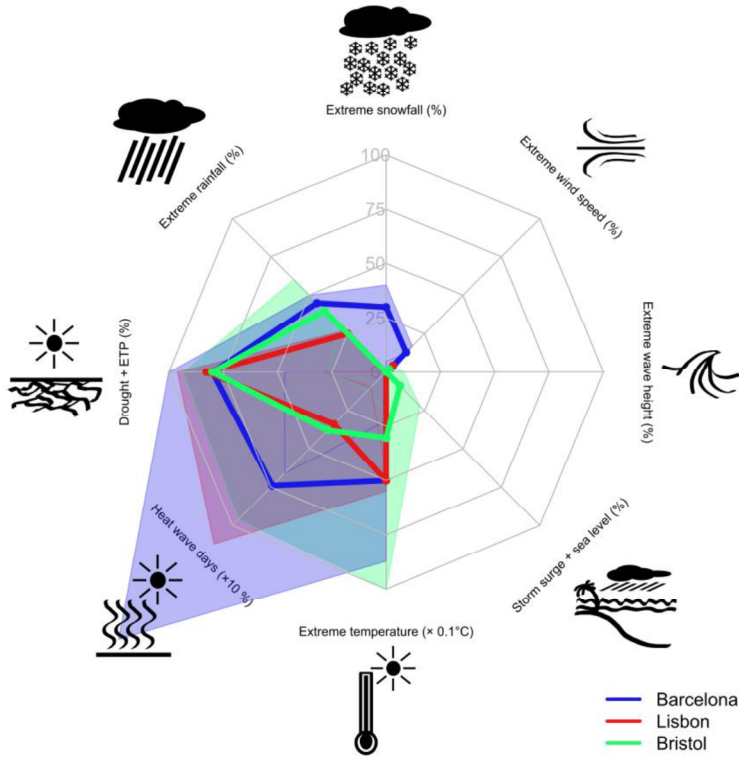 Extreme snowfall (%)
Extreme rainfall (%)
Extreme wind speed (%)
100
75
50
25
0
Drought + ETP (%)
Extreme wave height (%)
Heat wave days (×10 %)
Storm surge + sea level (%)
Extreme temperature (× 0.1°C)
Barcelona
Lisbon
Bristol